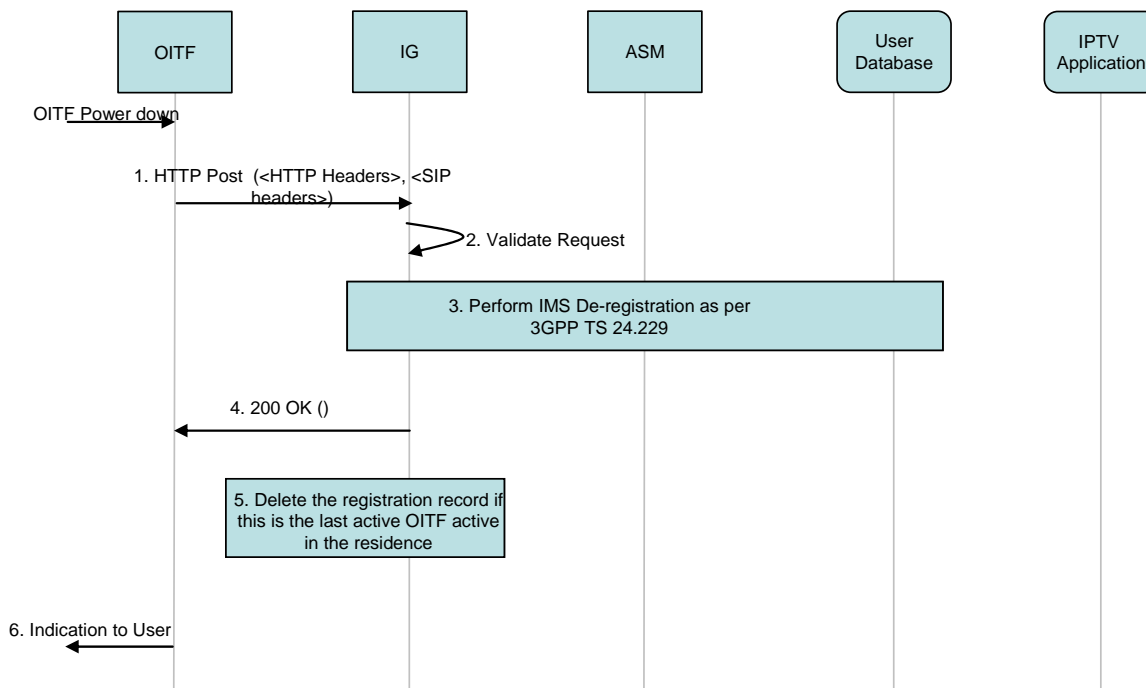 OITF
IG
ASM
User
Database
IPTV
Application
OITF Power down
1. HTTP Post  (<HTTP Headers>, <SIP
headers>)
2. Validate Request
3. Perform IMS De-registration as per
3GPP TS 24.229
4. 200 OK ()
5. Delete the registration record if
this is the last active OITF active
in the residence
6. Indication to User